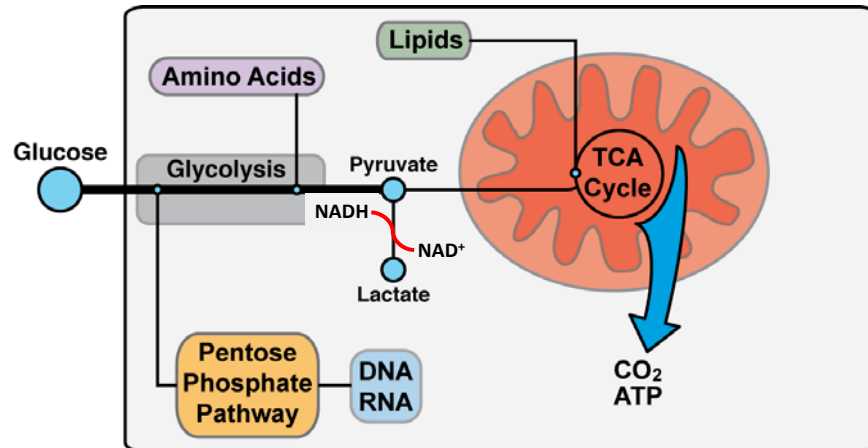 Lipids
Amino Acids
Glucose
Glycolysis
Pyruvate
TCA
Cycle
NADH
NAD⁺
Lactate
Pentose
Phosphate
Pathway
DNA
RNA
CO₂
ATP